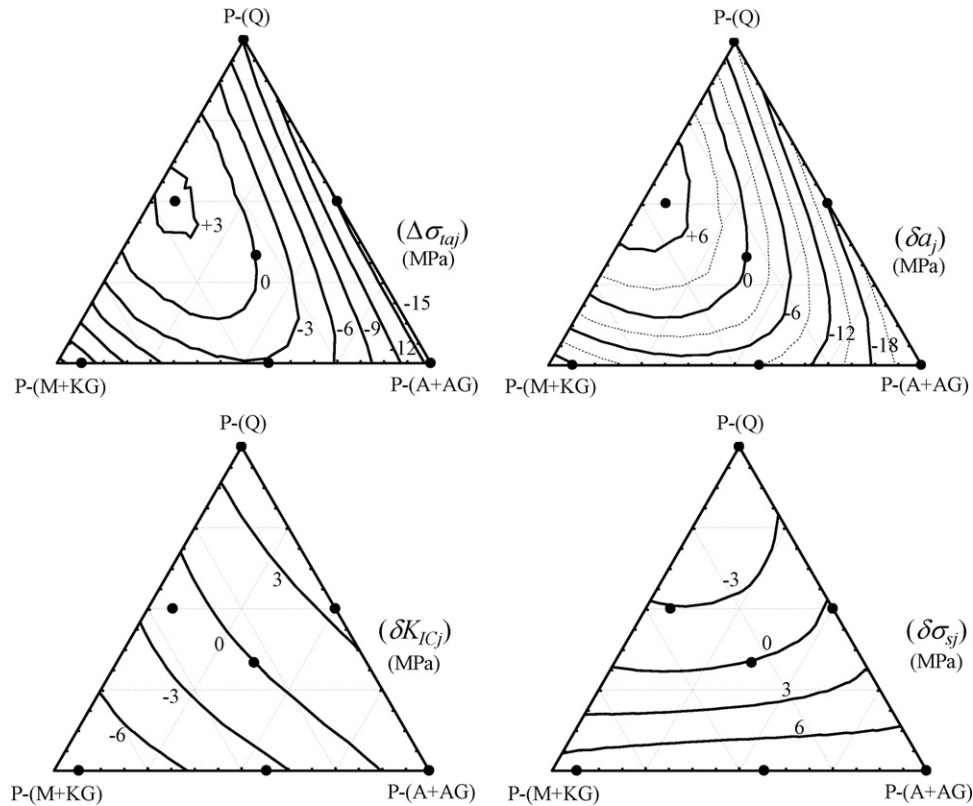 P-(Q)
+3
0
-3
-6
-9
-12
-15
(Δσtaj)
(MPa)
P-(M+KG)
P-(A+AG)
P-(Q)
+6
0
-6
-12
-18
(δaj)
(MPa)
P-(M+KG)
P-(A+AG)
P-(Q)
3
0
-3
-6
(δKICj)
(MPa)
P-(M+KG)
P-(A+AG)
P-(Q)
-3
0
3
6
(δσsj)
(MPa)
P-(M+KG)
P-(A+AG)